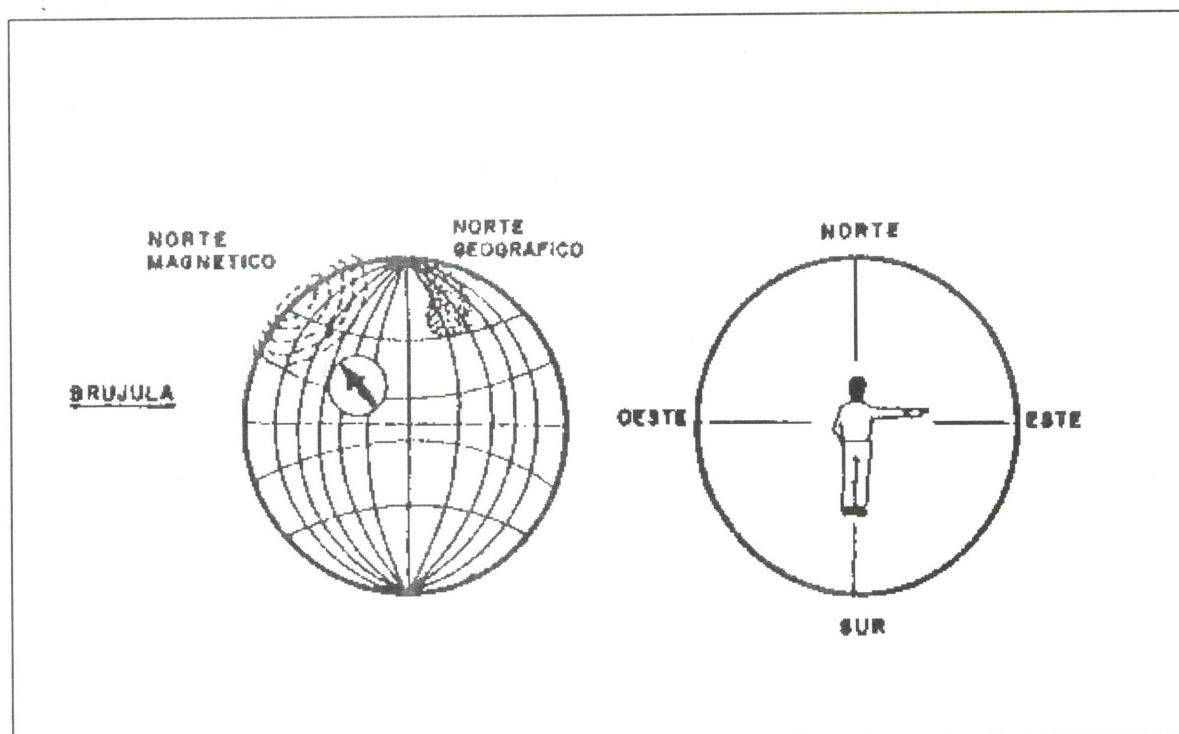 NORTE
MAGNETICO
NORTE
GEOGRAFICO
BRUJULA
NORTE
OESTE
ESTE
SUR